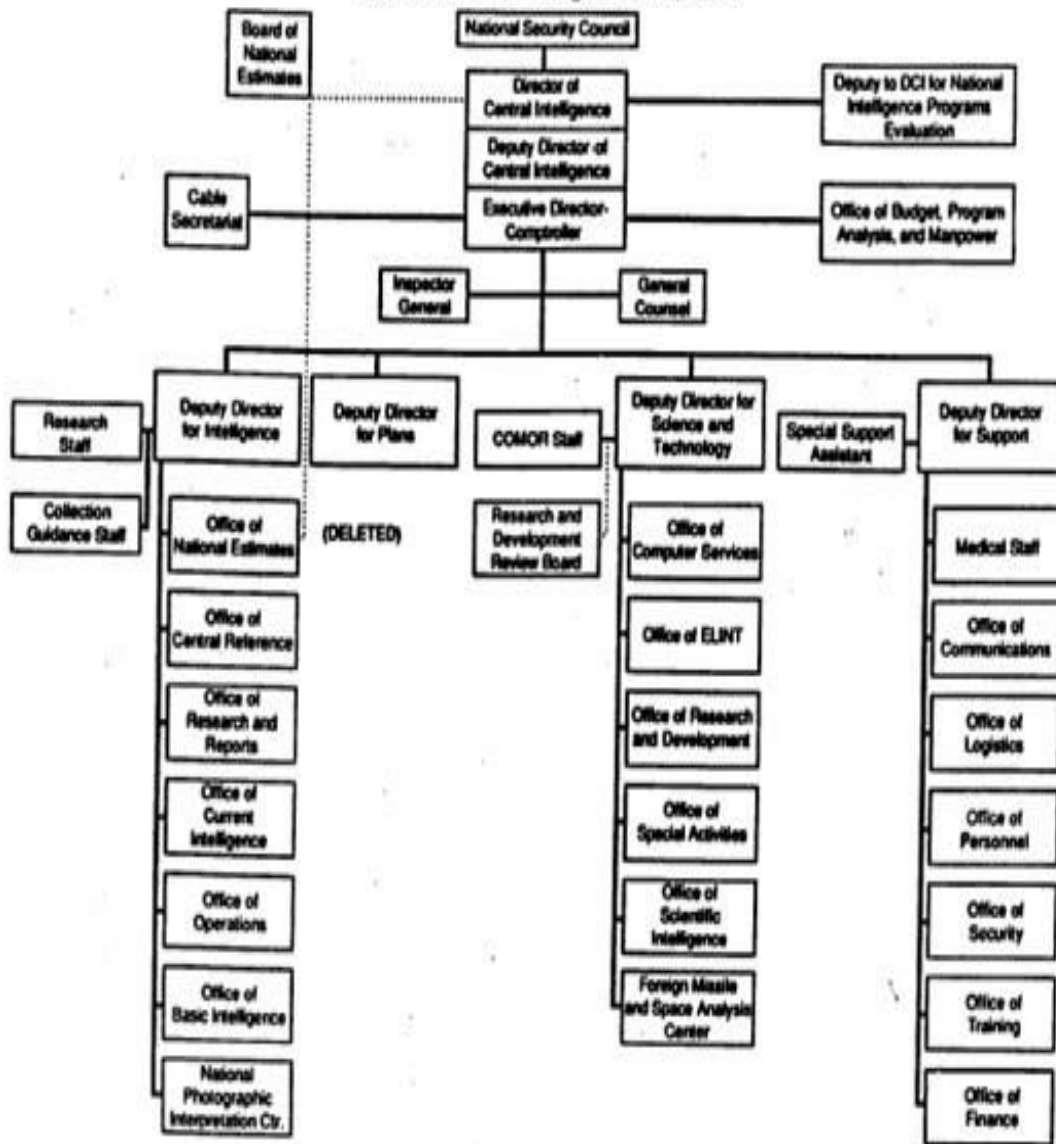 Board of
National
Estimates
National Security Council
Director of
Central Intelligence
Deputy to DCI for National
Intelligence Programs
Evaluation
Deputy Director of
Central Intelligence
Cable
Secretariat
Executive Director-
Comptroller
Office of Budget, Program
Analysis, and Manpower
Inspector
General
General
Counsel
Research
Staff
Deputy Director
for Intelligence
Deputy Director
for Plans
COMOR Staff
Deputy Director for
Science and
Technology
Special Support
Assistant
Deputy Director
for Support
Collection
Guidance Staff
Office of
National Estimates
(DELETED)
Research and
Development
Review Board
Office of
Computer Services
Medical Staff
Office of
Central Reference
Office of ELINT
Office of
Communications
Office of
Research and
Reports
Office of Research
and Development
Office of
Logistics
Office of
Current
Intelligence
Office of
Special Activities
Office of
Personnel
Office of
Operations
Office of
Scientific
Intelligence
Office of
Security
Office of
Basic Intelligence
Foreign Missile
and Space Analysis
Center
Office of
Training
National
Photographic
Interpretation Ctr.
Office of
Finance